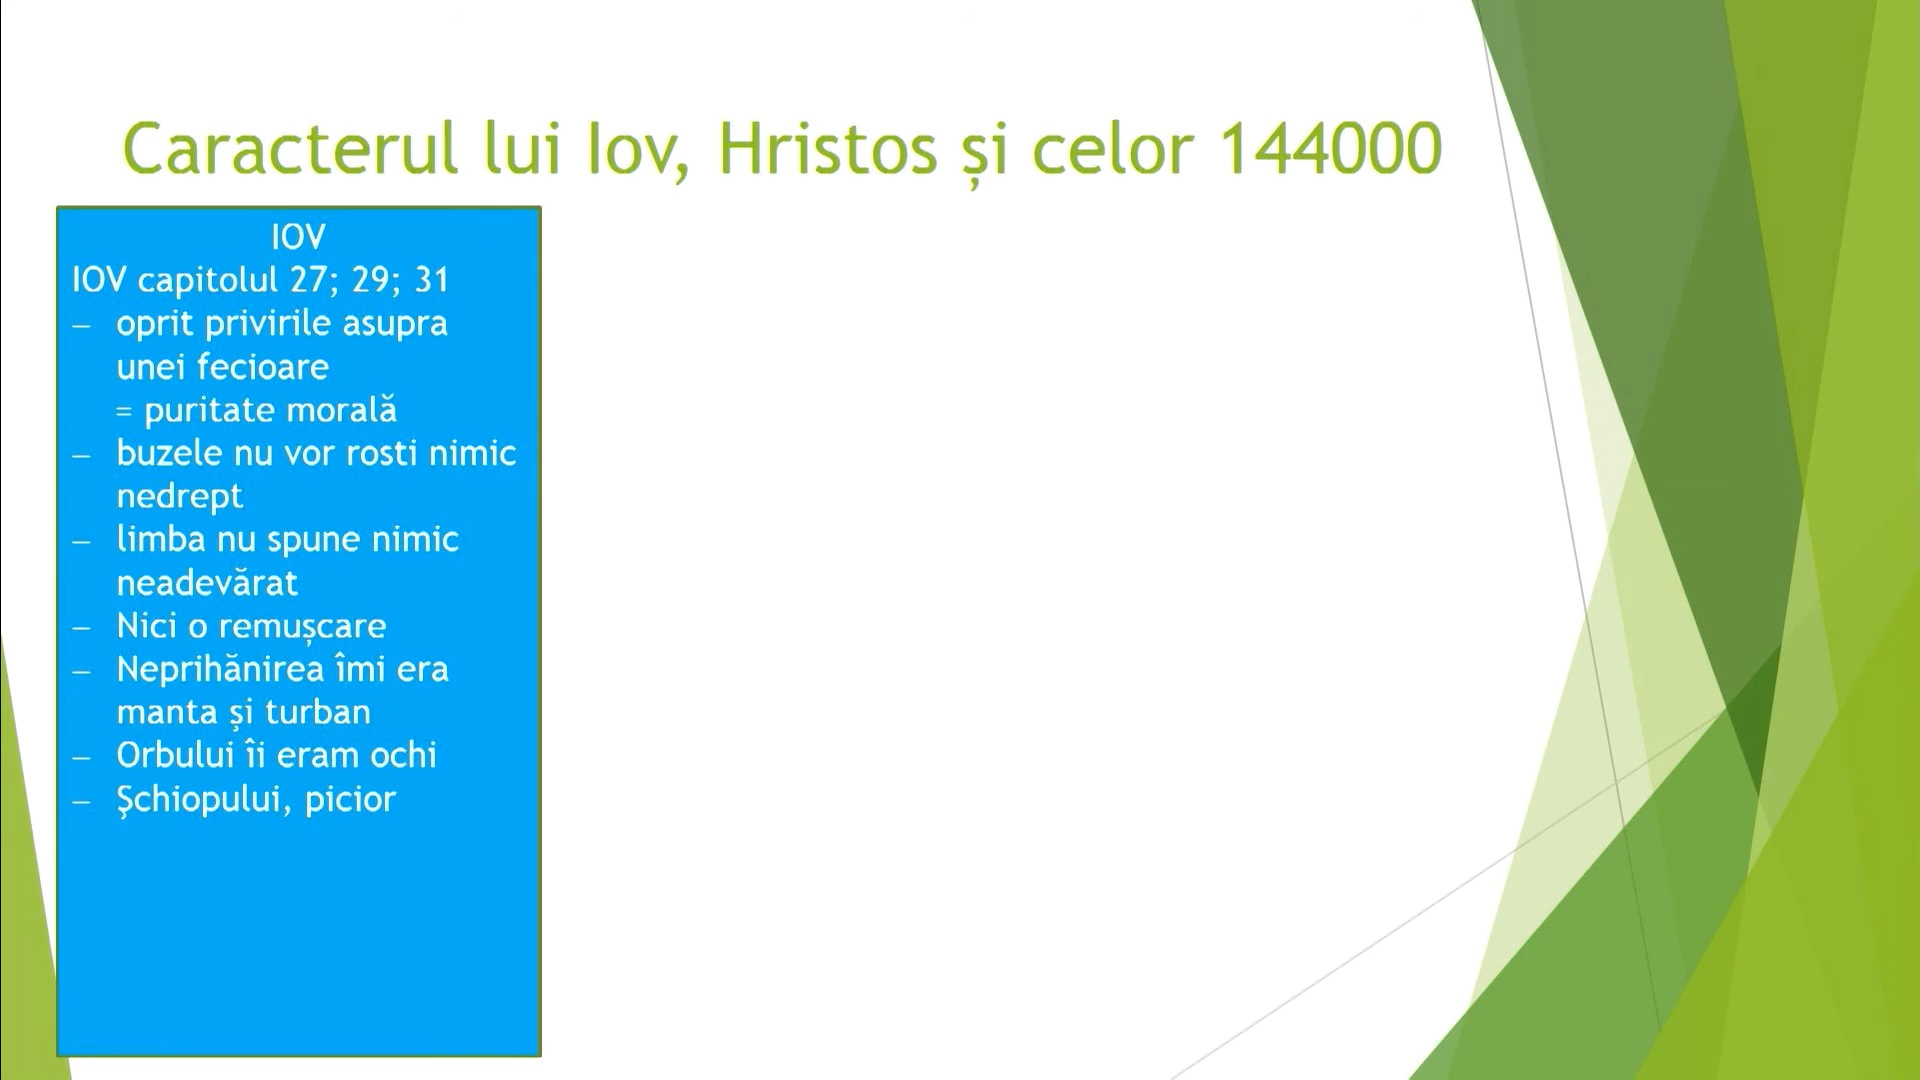 Caracterul lui Iov, Hristos și celor 144000
IOV
IOV capitolul 27; 29; 31
– oprit privirile asupra
unei fecioare
= puritate morală
– buzele nu vor rosti nimic
nedrept
– limba nu spune nimic
neadevărat
– Nici o remușcare
– Neprihănirea îmi era
manta și turban
– Orbului îi eram ochi
– Şchiopului, picior